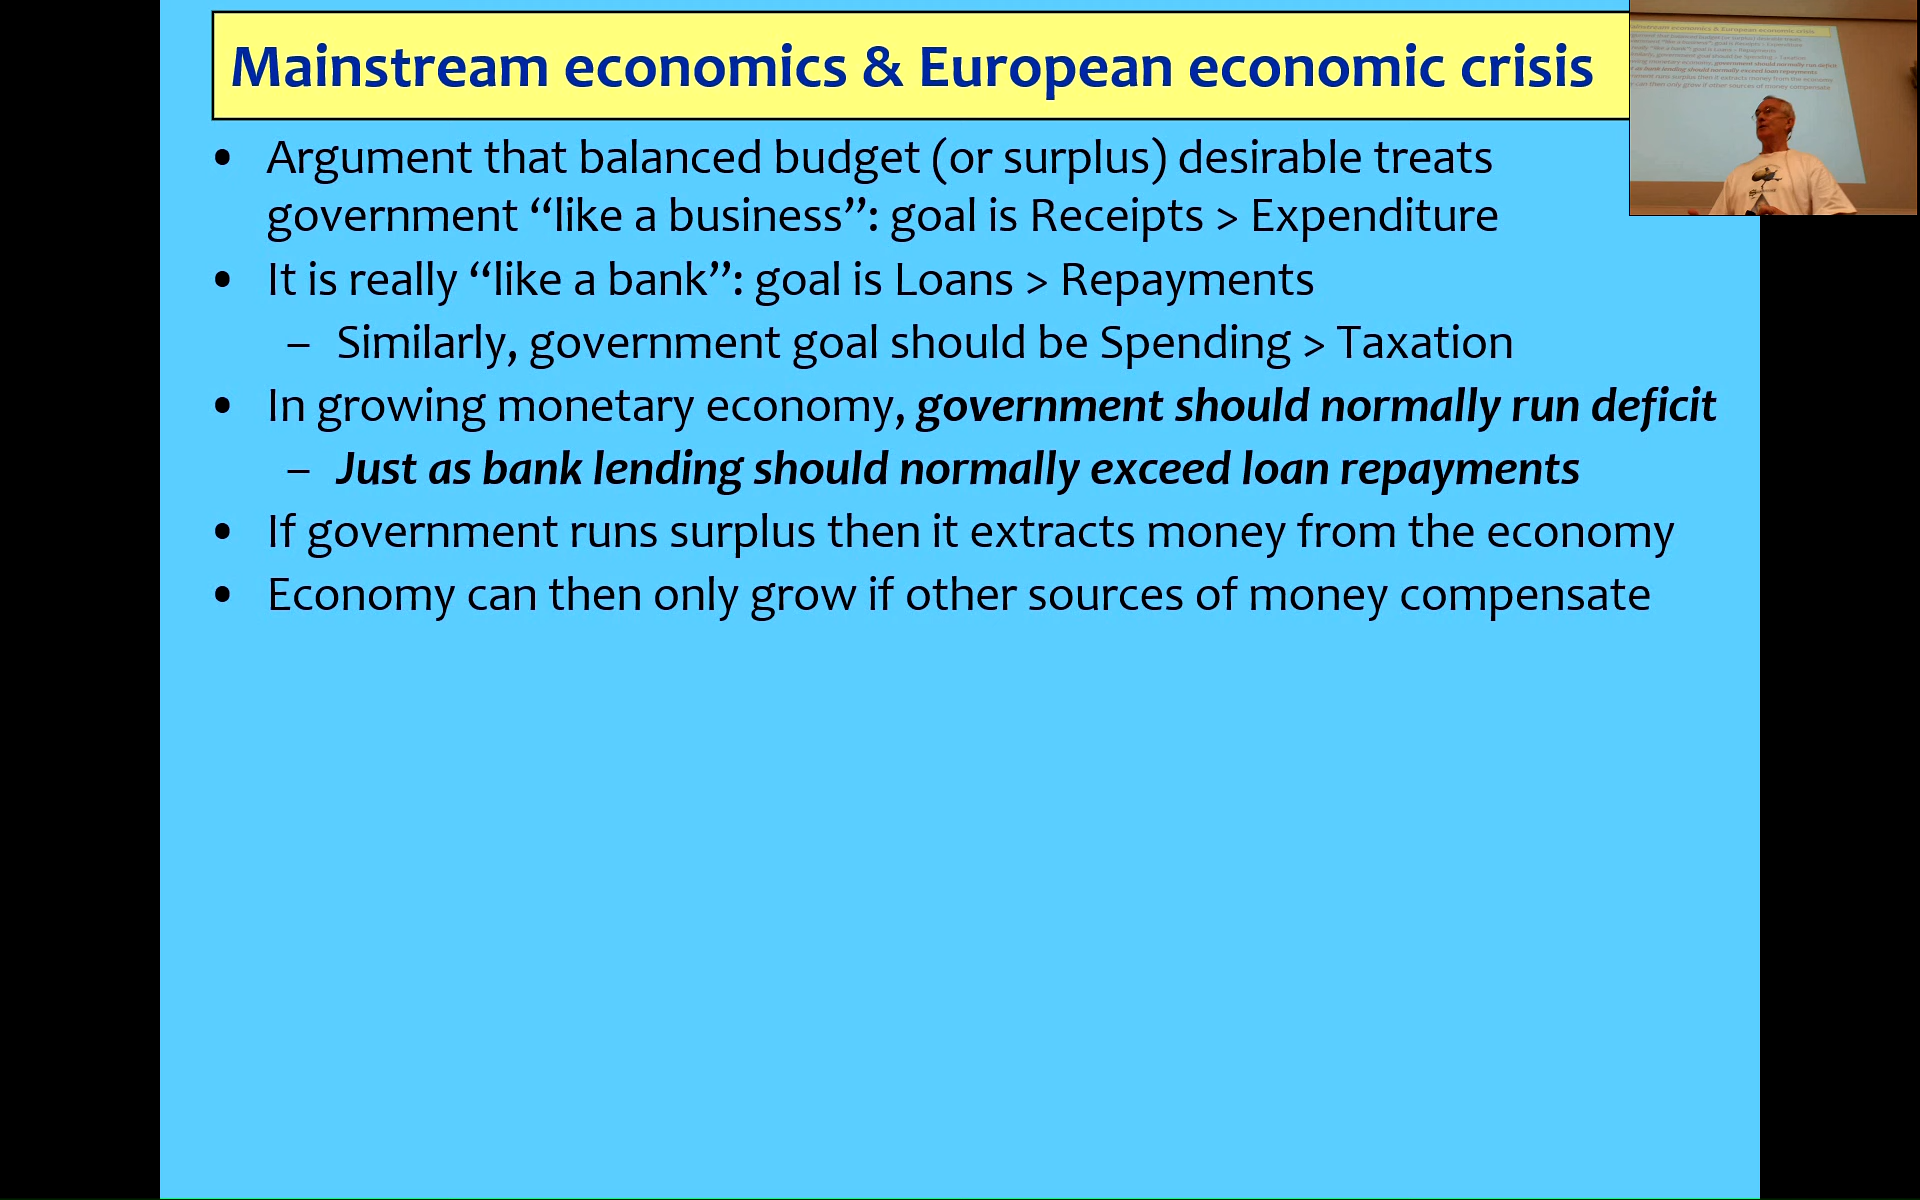 Mainstream economics & European economic crisis
• Argument that balanced budget (or surplus) desirable treats
government “like a business”: goal is Receipts > Expenditure
• It is really “like a bank”: goal is Loans > Repayments
– Similarly, government goal should be Spending > Taxation
• In growing monetary economy, government should normally run deficit
– Just as bank lending should normally exceed loan repayments
• If government runs surplus then it extracts money from the economy
• Economy can then only grow if other sources of money compensate